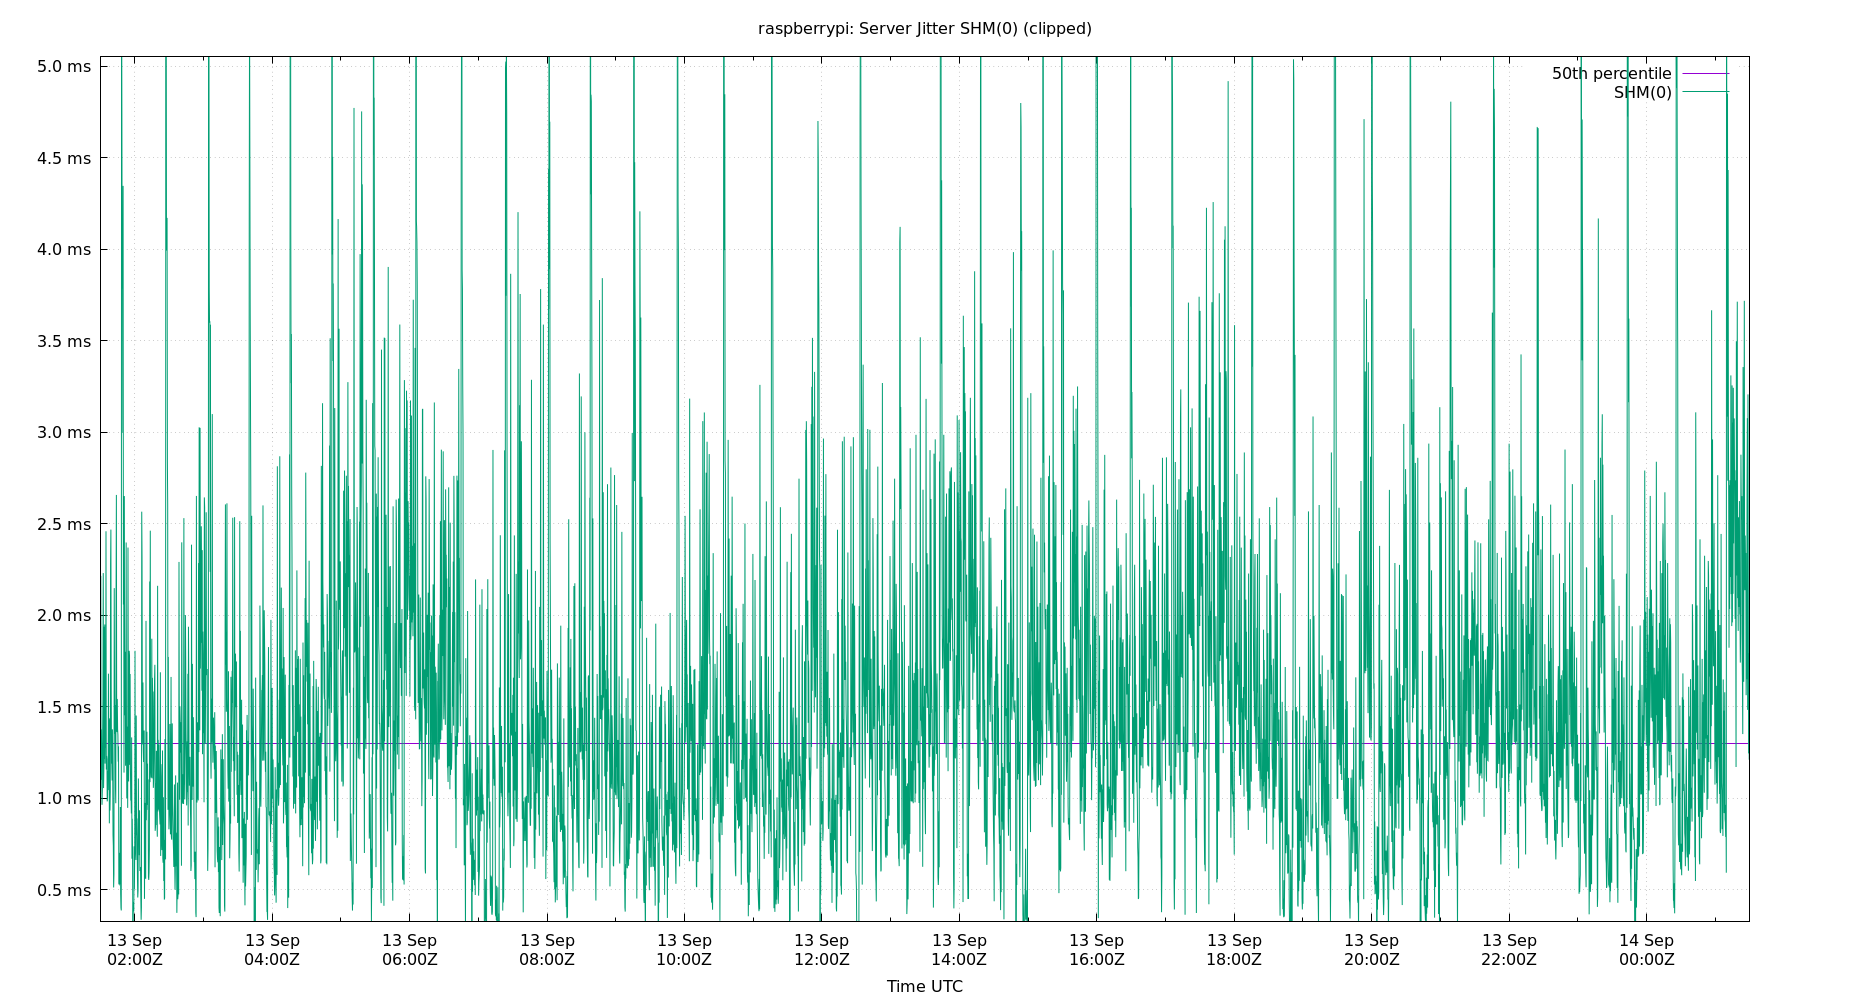 raspberrypi: Server Jitter SHM(0) (clipped)
5.0 ms
4.5 ms
4.0 ms
3.5 ms
3.0 ms
2.5 ms
2.0 ms
1.5 ms
1.0 ms
0.5 ms
50th percentile
SHM(0)
13 Sep 13 Sep 13 Sep 13 Sep 13 Sep 13 Sep 13 Sep 13 Sep 13 Sep 13 Sep 13 Sep 14 Sep
02:00Z 04:00Z 06:00Z 08:00Z 10:00Z 12:00Z 14:00Z 16:00Z 18:00Z 20:00Z 22:00Z 00:00Z
Time UTC